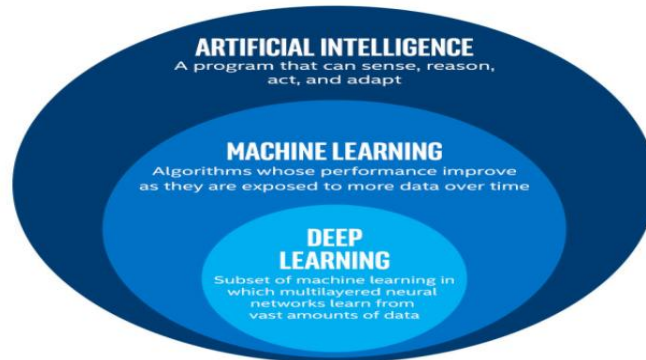 ARTIFICIAL INTELLIGENCE
A program that can sense, reason,
act, and adapt
MACHINE LEARNING
Algorithms whose performance improve
as they are exposed to more data over time
DEEP
LEARNING
Subset of machine learning in
which multilayered neural
networks learn from
vast amounts of data